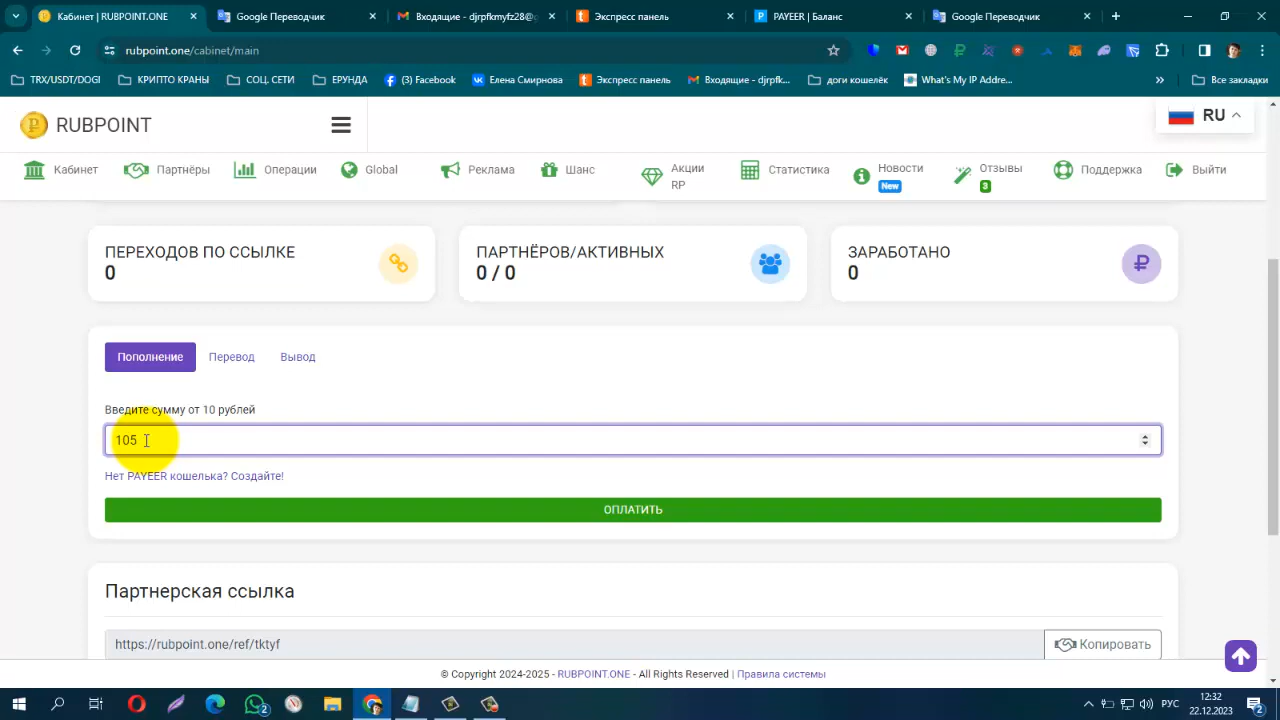 Кабинет | RUBPOINT.ONE
Google Переводчик
Входящие - djrpfkmyfz28@
Экспресс панель
PAYEER | Баланс
Google Переводчик
rubpoint.one/cabinet/main
TRX/USDT/DOGI
КРИПТО КРАНЫ
СОЦ. СЕТИ
ЕРУНДА
(3) Facebook
Елена Смирнова
Экспресс панель
Входящие - djrpfk...
доги кошелёк
What's My IP Addre...
»
Все закладки
RUBPOINT
RU
Кабинет
Партнёры
Операции
Global
Реклама
Шанс
Акции RP
Статистика
Новости
New
Отзывы
3
Поддержка
Выйти
ПЕРЕХОДОВ ПО ССЫЛКЕ
0
ПАРТНЁРОВ/АКТИВНЫХ
0 / 0
ЗАРАБОТАНО
0
Пополнение
Перевод
Вывод
Введите сумму от 10 рублей
105
Нет PAYEER кошелька? Создайте!
ОПЛАТИТЬ
Партнерская ссылка
https://rubpoint.one/ref/tktyf
Копировать
© Copyright 2024-2025 - RUBPOINT.ONE - All Rights Reserved | Правила системы
2
РУС
12:32
22.12.2023
2